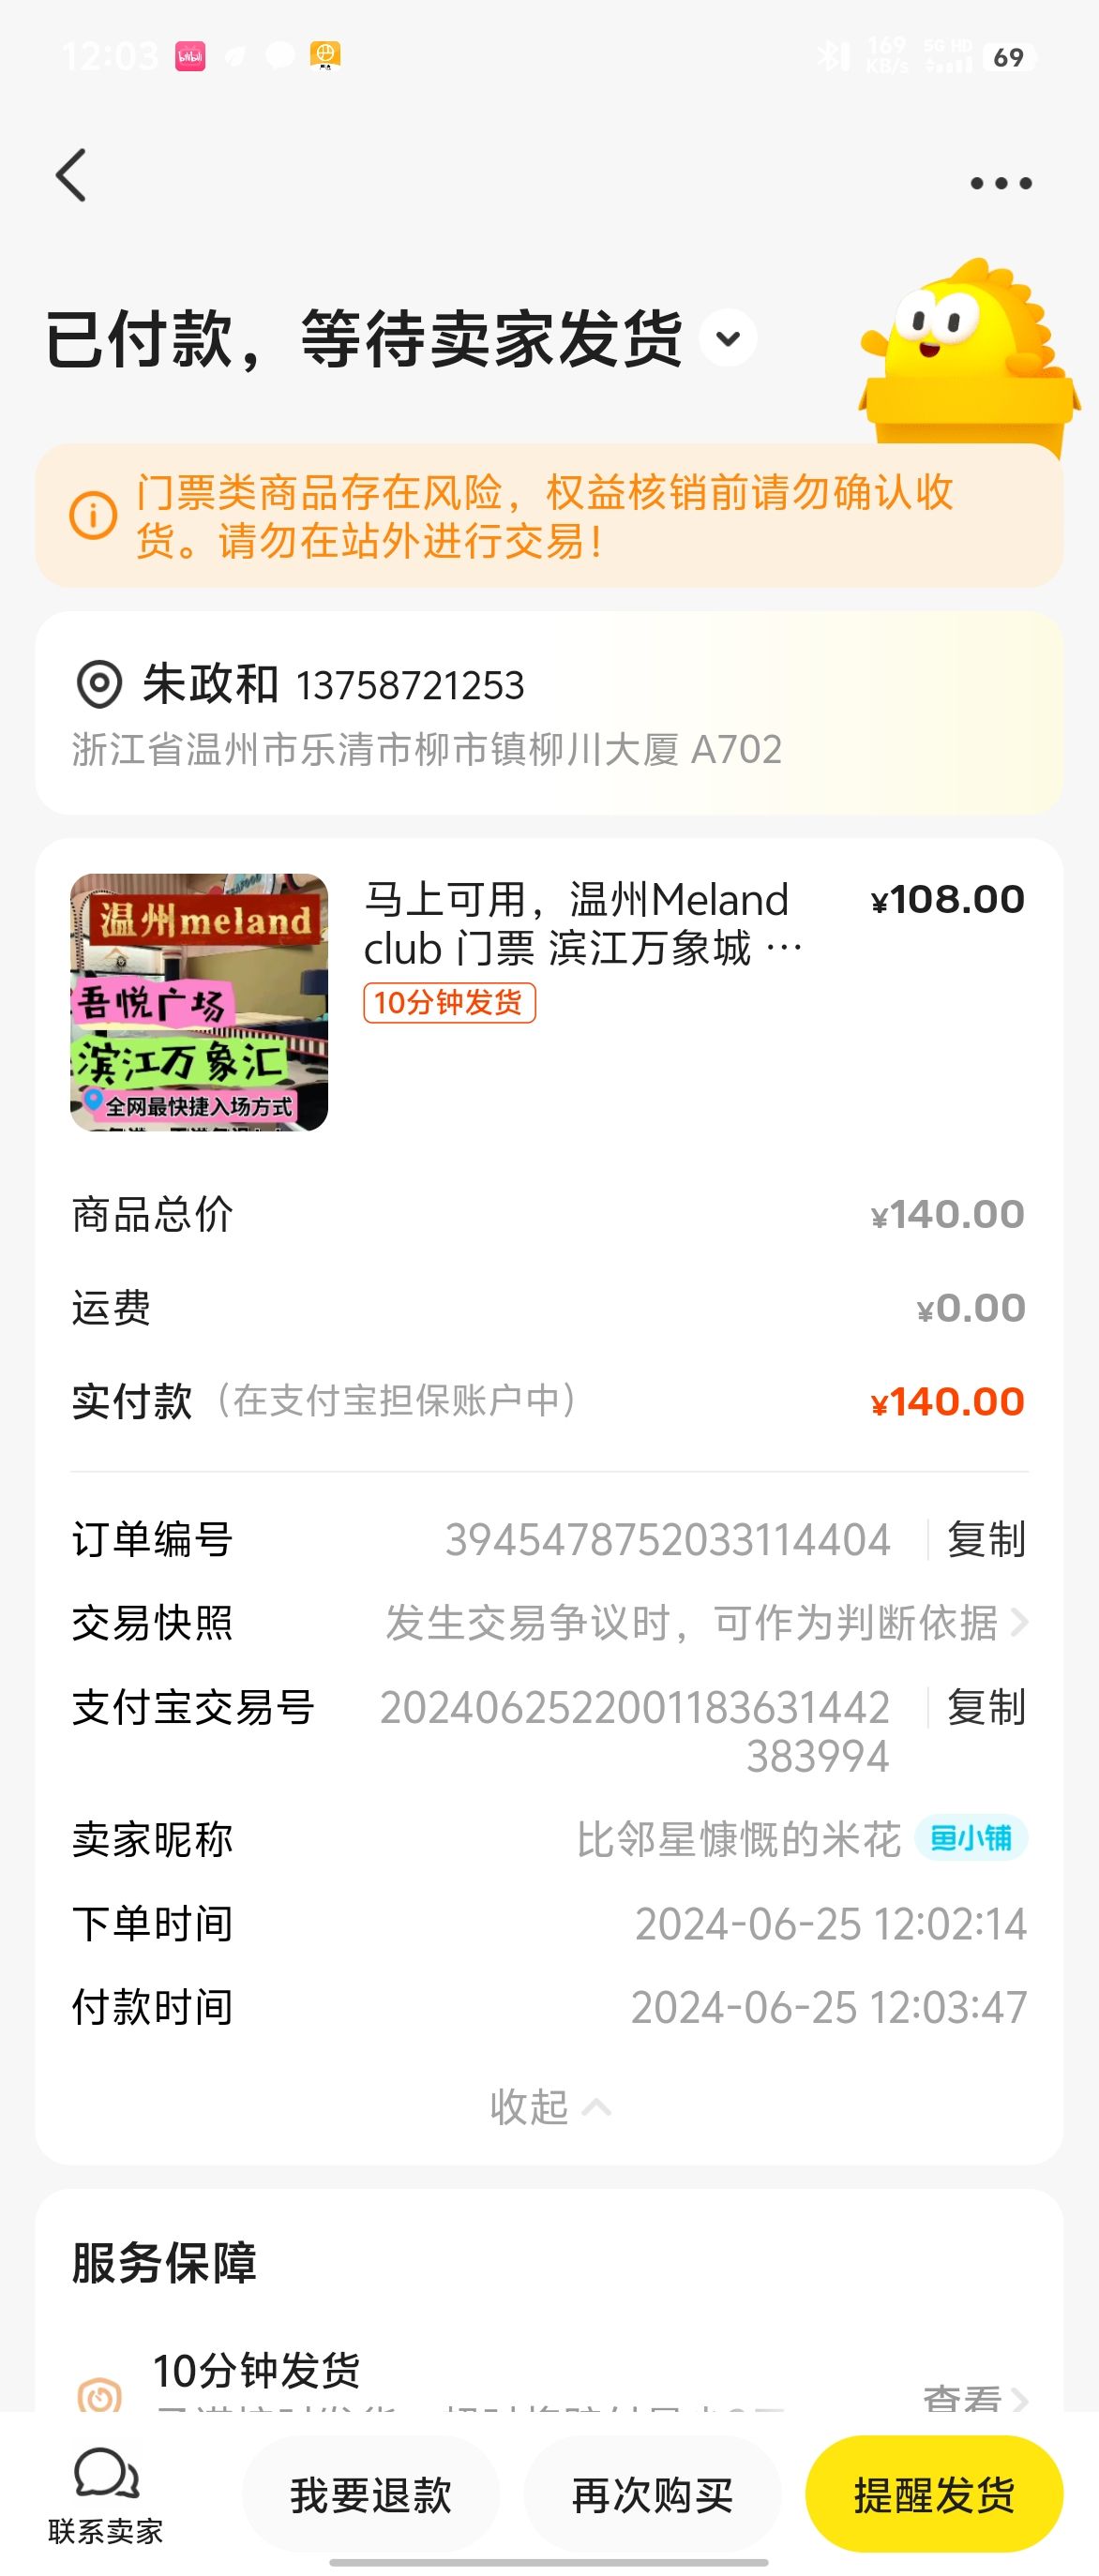 12:03
bilibili
169
KB/s
5G HD
69
已付款，等待卖家发货
门票类商品存在风险，权益核销前请勿确认收
货。请勿在站外进行交易！
朱政和 13758721253
浙江省温州市乐清市柳市镇柳川大厦 A702
温州meland
吾悦广场
滨江万象汇
全网最快捷入场方式
马上可用，温州Meland
club 门票 滨江万象城 …
¥108.00
10分钟发货
商品总价 ¥140.00
运费 ¥0.00
实付款（在支付宝担保账户中） ¥140.00
订单编号 3945478752033114404 复制
交易快照 发生交易争议时，可作为判断依据
支付宝交易号 2024062522001183631442 复制
383994
卖家昵称 比邻星慷慨的米花 鱼小铺
下单时间 2024-06-25 12:02:14
付款时间 2024-06-25 12:03:47
收起
服务保障
10分钟发货
查看
联系卖家
我要退款
再次购买
提醒发货